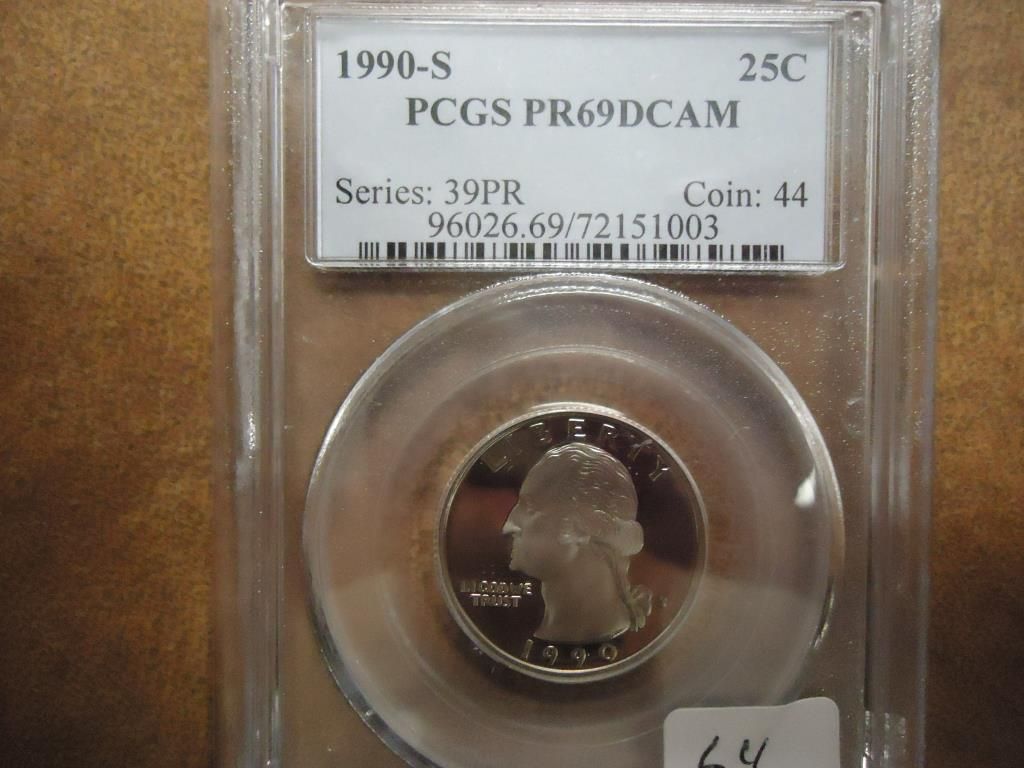 1990-S 25C
PCGS PR69DCAM
Series: 39PR Coin: 44
96026.69/72151003
LIBERTY
IN GOD WE
TRUST
1990
64